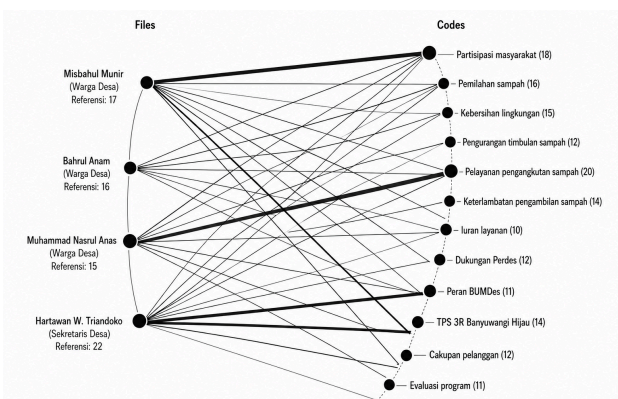 Files
Codes
Misbahul Munir
(Warga Desa)
Referensi: 17
Bahrul Anam
(Warga Desa)
Referensi: 16
Muhammad Nasrul Anas
(Warga Desa)
Referensi: 15
Hartawan W. Triandoko
(Sekretaris Desa)
Referensi: 22
Partisipasi masyarakat (18)
Pemilahan sampah (16)
Kebersihan lingkungan (15)
Pengurangan timbulan sampah (12)
Pelayanan pengangkutan sampah (20)
Keterlambatan pengambilan sampah (14)
Iuran layanan (10)
Dukungan Perdes (12)
Peran BUMDes (11)
TPS 3R Banyuwangi Hijau (14)
Cakupan pelanggan (12)
Evaluasi program (11)